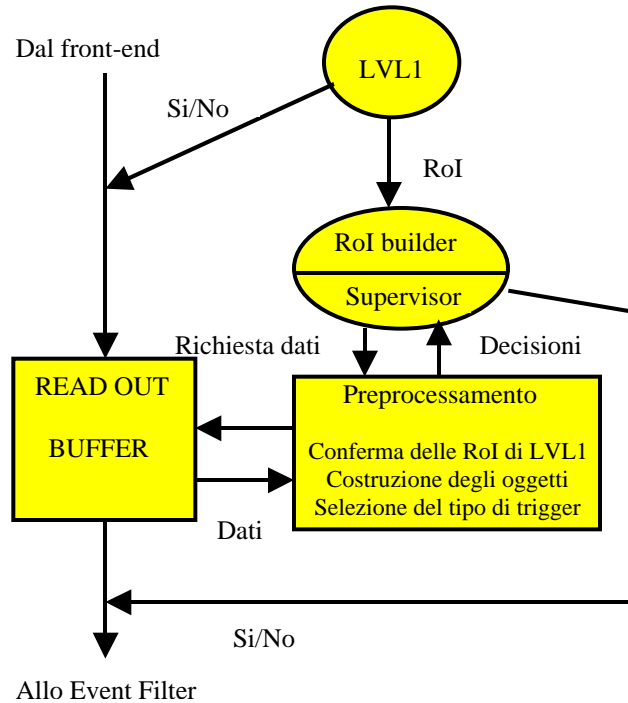 Dal front-end
LVL1
Si/No
RoI
RoI builder
Supervisor
Richiesta dati
Decisioni
READ OUT
BUFFER
Preprocessamento
Conferma delle RoI di LVL1
Costruzione degli oggetti
Selezione del tipo di trigger
Dati
Si/No
Allo Event Filter